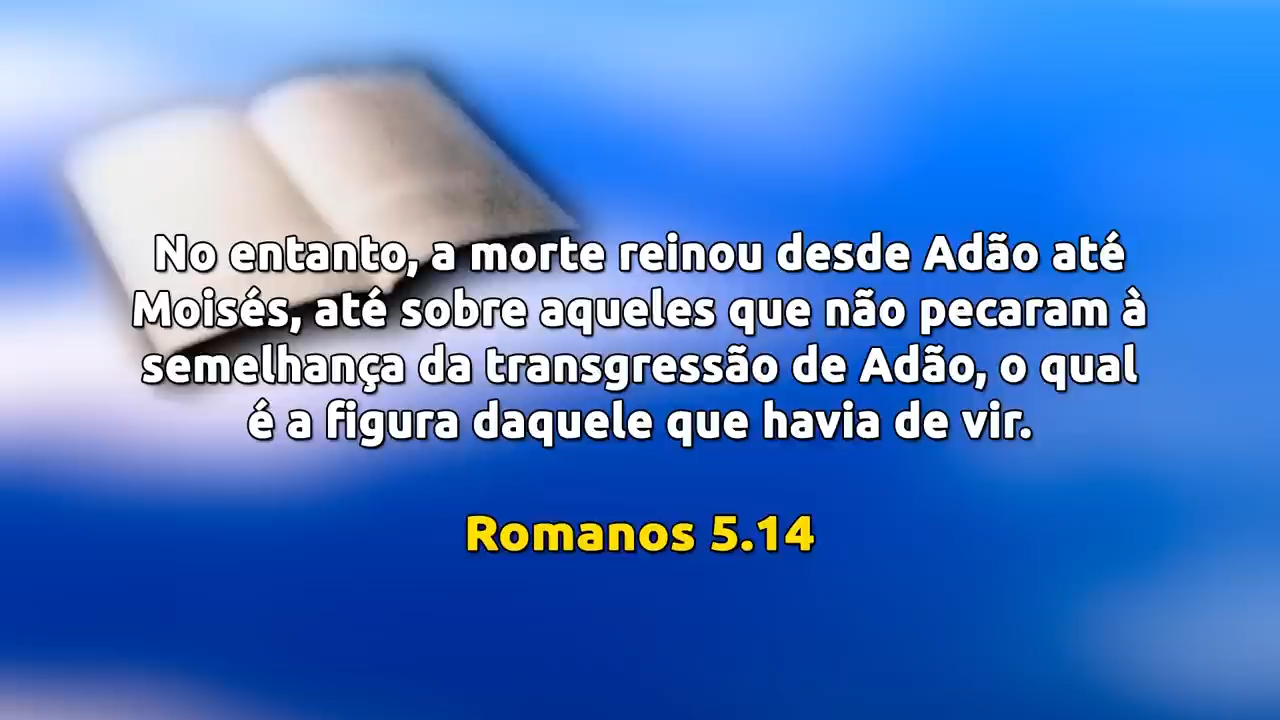 No entanto, a morte reinou desde Adão até
Moisés, até sobre aqueles que não pecaram à
semelhança da transgressão de Adão, o qual
é a figura daquele que havia de vir.
Romanos 5.14